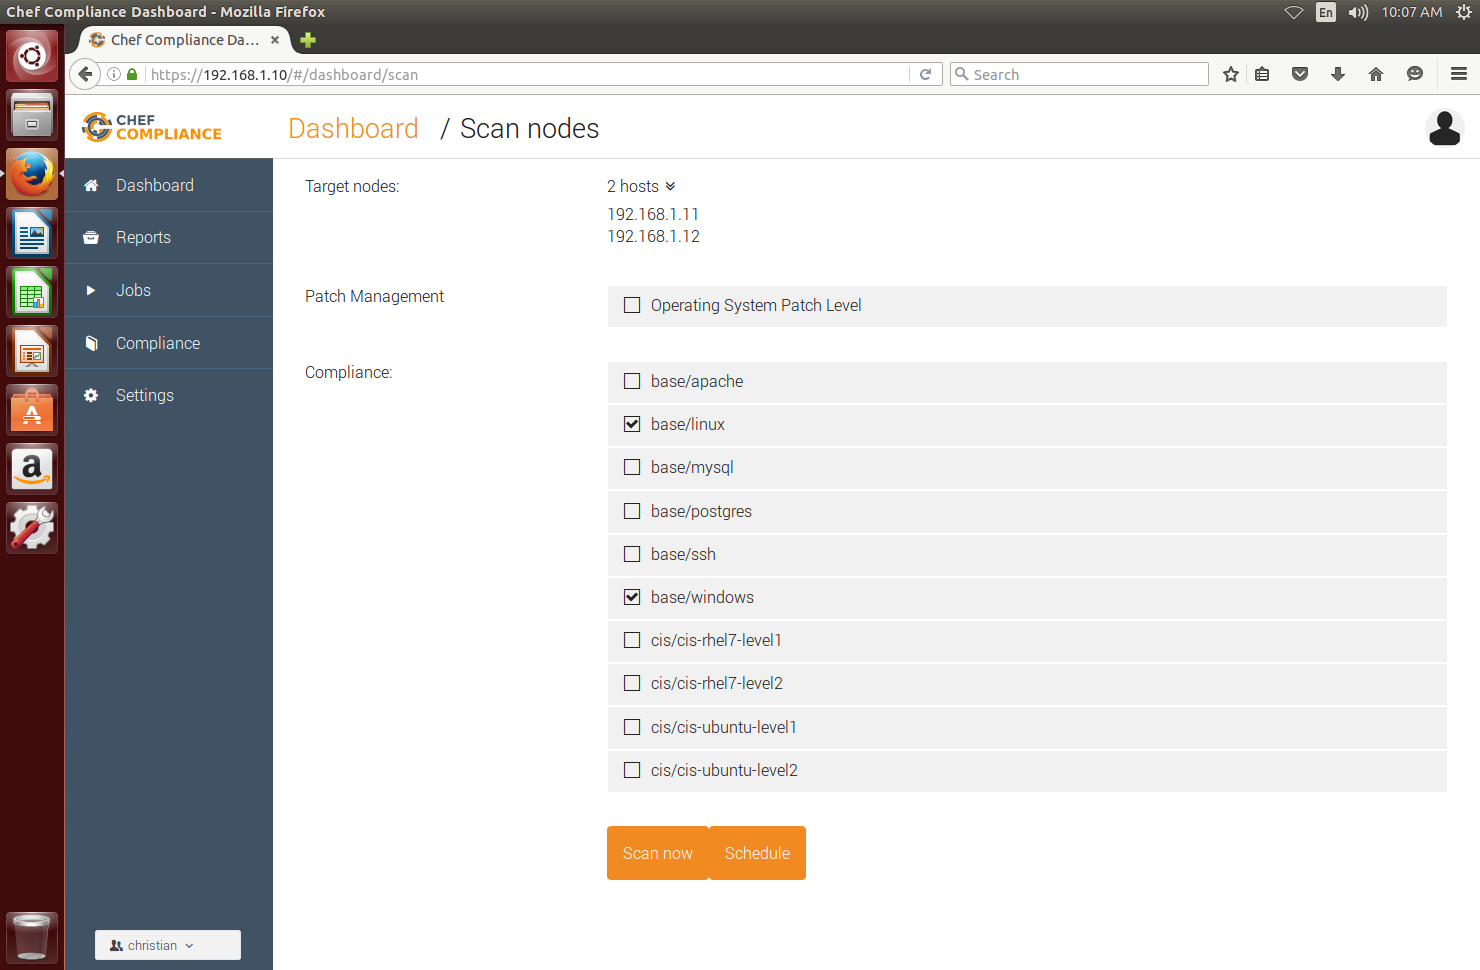 Chef Compliance Dashboard - Mozilla Firefox
En
10:07 AM
Chef Compliance Da...
https://192.168.1.10/#/dashboard/scan
Search
CHEF
COMPLIANCE
Dashboard / Scan nodes
Dashboard
Reports
Jobs
Compliance
Settings
christian
Target nodes:
2 hosts
192.168.1.11
192.168.1.12
Patch Management
Operating System Patch Level
Compliance:
base/apache
base/linux
base/mysql
base/postgres
base/ssh
base/windows
cis/cis-rhel7-level1
cis/cis-rhel7-level2
cis/cis-ubuntu-level1
cis/cis-ubuntu-level2
Scan now
Schedule